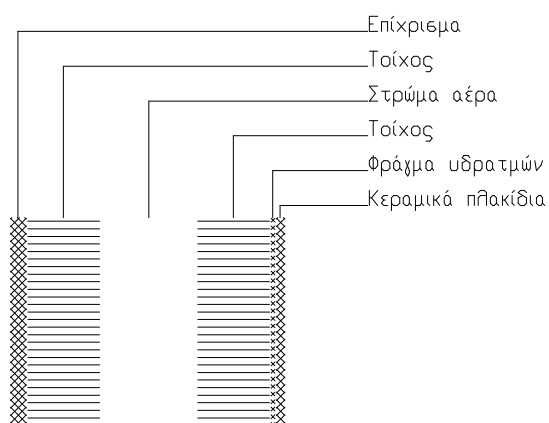 Επίχρισμα
Τοίχος
Στρώμα αέρα
Τοίχος
Φράγμα υδρατμών
Κεραμικά πλακίδια